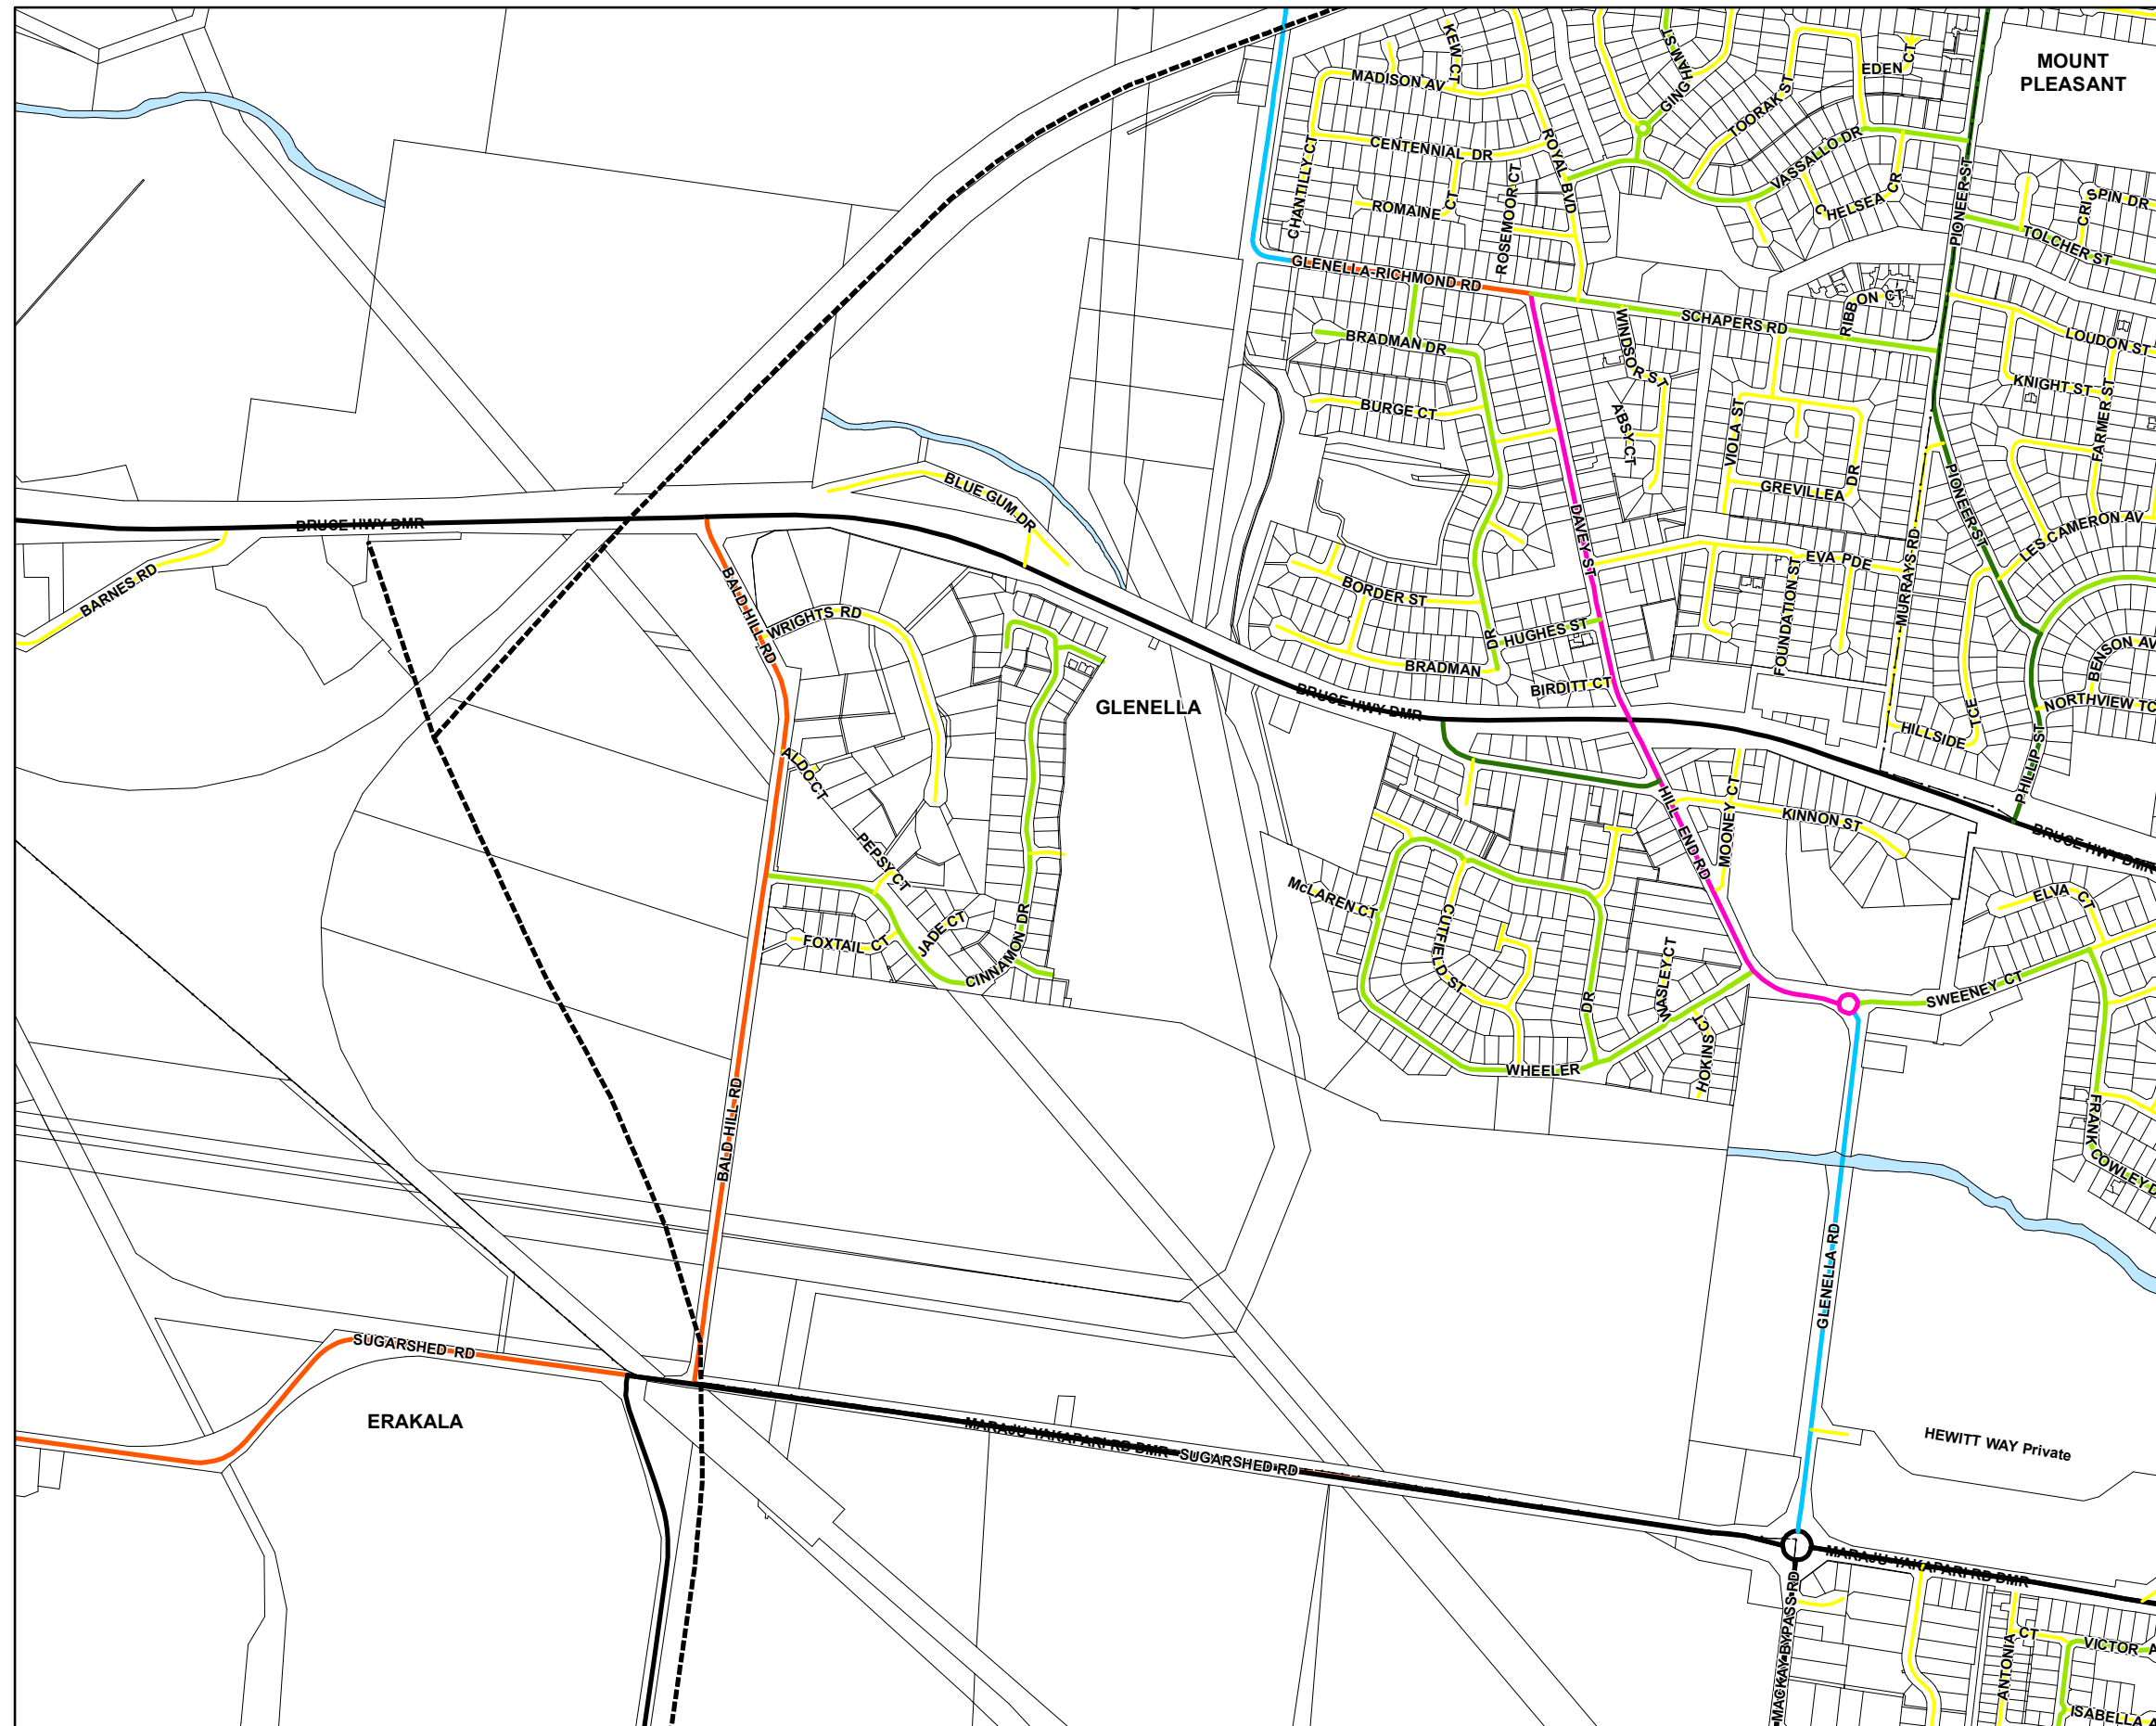 MOUNT
PLEASANT
KEW CT
MADISON AV
GINGHAM ST
EDEN CT
TOORAK ST
CENTENNIAL DR
ROYAL BVD
VASSALLO DR
CHANTILLY CT
ROMAINE CT
ROSEMOOR CT
CHELSEA CR
PIONEER ST
SPIN DR
CRI
TOLCHER ST
GLENELLA-RICHMOND RD
RIBBON CT
SCHAPERS RD
WINDSOR ST
LOUDON ST
BRADMAN DR
KNIGHT ST
FARMER ST
BURGE CT
ABSY CT
VIOLA ST
GREVILLEA DR
PIONEER ST
BLUE GUM DR
BRUCE HWY DMR
DAVEY ST
LES CAMERON AV
EVA PDE
MURRAYS RD
BARNES RD
BALD HILL RD
WRIGHTS RD
BORDER ST
FOUNDATION ST
HUGHES ST
BENSON AV
BRADMAN DR
BIRDITT CT
GLENELLA
BRUCE HWY DMR
NORTHVIEW TC
HILLSIDE TCE
PHILLIP ST
ALDO CT
HILL END RD
MOONEY CT
KINNON ST
BRUCE HWY DMR
PEPSY CT
McLAREN CT
CUTFIELD ST
ELVA CT
FOXTAIL CT
JADE CT
CINNAMON DR
WASLEY CT
SWEENEY CT
WHEELER DR
HOKINS CT
FRANK COWLEY D
BALD HILL RD
GLENELLA RD
SUGARSHED RD
ERAKALA
MARAJU-YAKAPARI RD DMR - SUGARSHED RD
HEWITT WAY Private
MARAJU-YAKAPARI RD DMR
MACKAY BYPASS RD
ANTONIA CT
VICTOR A
ISABELLA A